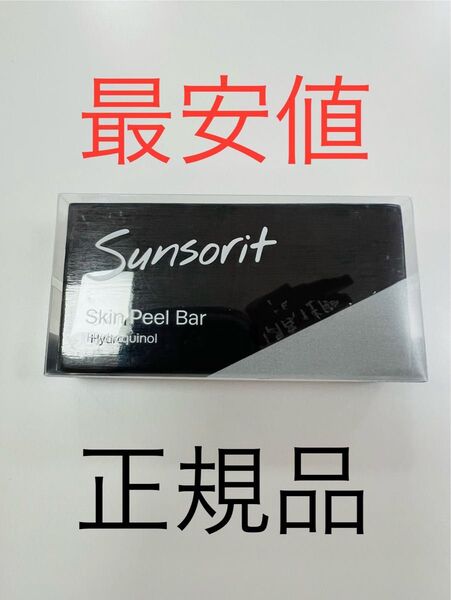 最安値
Sunsorit
Skin Peel Bar
Hydroquinol
正規品